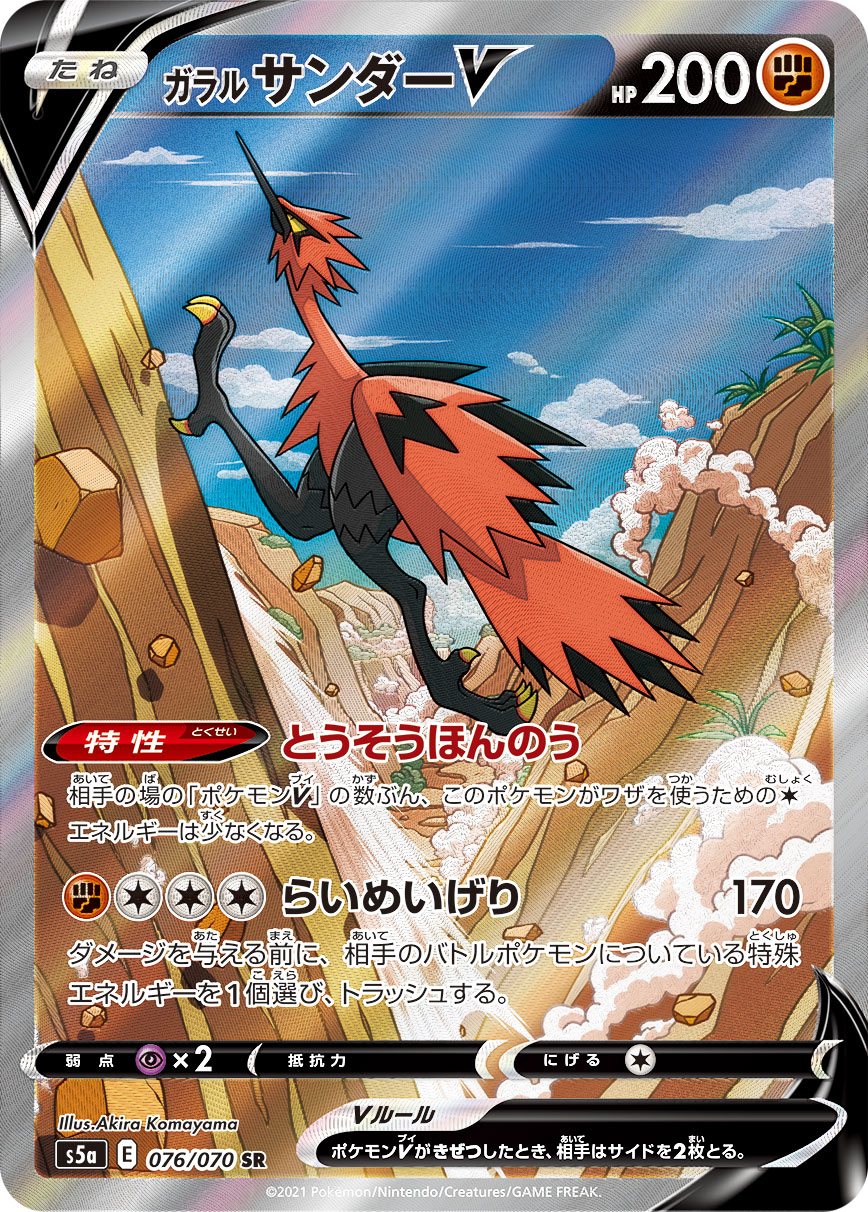 たね ガラル サンダーV HP 200
特性 とくせい とうそうほんのう
相手の場の「ポケモンV」の数ぶん、このポケモンがワザを使うための
エネルギーは少なくなる。
らいめいげり 170
ダメージを与える前に、相手のバトルポケモンについている特殊
エネルギーを1個選び、トラッシュする。
弱点 ×2 抵抗力 にげる
Illus.Akira Komayama
Vルール
ポケモンVがきぜつしたとき、相手はサイドを2枚とる。
s5a E 076/070 SR
©2021 Pokémon/Nintendo/Creatures/GAME FREAK.